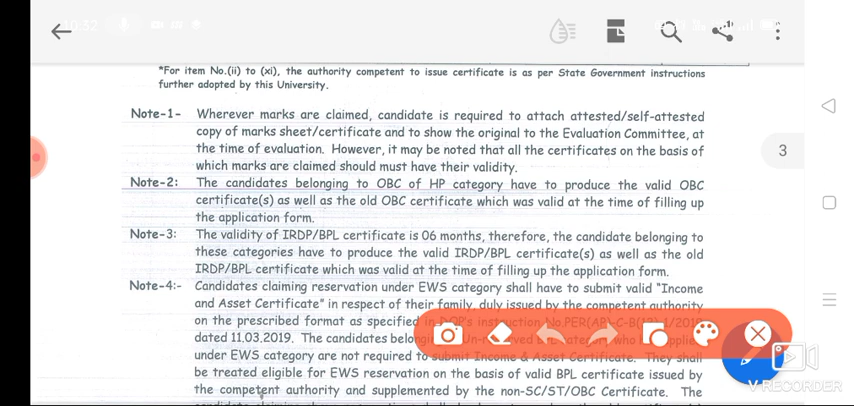 *For item No.(ii) to (xi), the authority competent to issue certificate is as per State Government instructions
further adopted by this University.
Note-1- Wherever marks are claimed, candidate is required to attach attested/self-attested
copy of marks sheet/certificate and to show the original to the Evaluation Committee, at
the time of evaluation. However, it may be noted that all the certificates on the basis of
which marks are claimed should must have their validity.
3
Note-2: The candidates belonging to OBC of HP category have to produce the valid OBC
certificate(s) as well as the old OBC certificate which was valid at the time of filling up
the application form.
Note-3: The validity of IRDP/BPL certificate is 06 months, therefore, the candidate belonging to
these categories have to produce the valid IRDP/BPL certificate(s) as well as the old
IRDP/BPL certificate which was valid at the time of filling up the application form.
Note-4:- Candidates claiming reservation under EWS category shall have to submit valid "Income
and Asset Certificate" in respect of their family, duly issued by the competent authority
on the prescribed format as specified in instruction
dated 11.03.2019. The candidates
under EWS category are not required to submit Income & Asset Certificate. They shall
be treated eligible for EWS reservation on the basis of valid BPL certificate issued by
the competent authority and supplemented by the non-SC/ST/OBC Certificate. The
V RECORDER